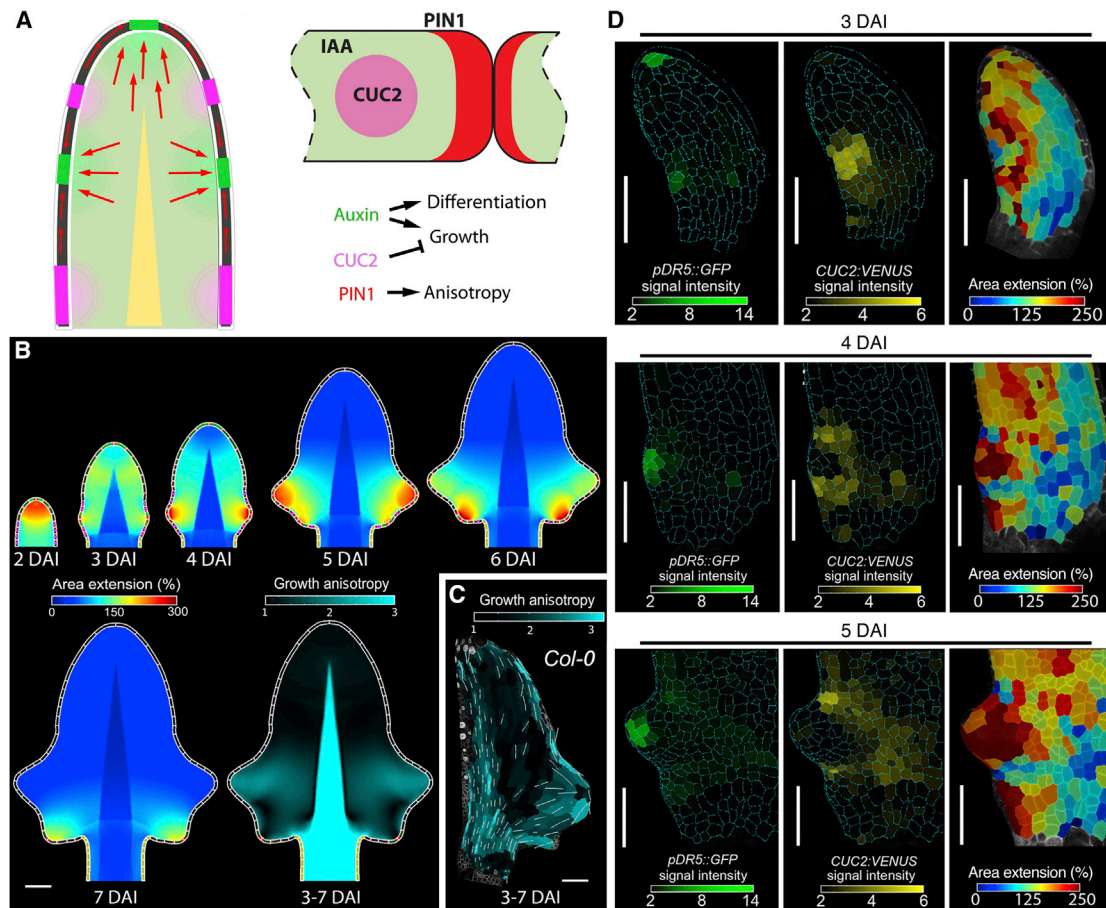 A
PIN1
IAA
CUC2
Auxin
Differentiation
Growth
CUC2
PIN1
Anisotropy
B
2 DAI
3 DAI
4 DAI
5 DAI
6 DAI
Area extension (%)
0 150 300
Growth anisotropy
1 2 3
7 DAI
3-7 DAI
C
Growth anisotropy
1 2 3
Col-0
3-7 DAI
D
3 DAI
pDR5::GFP
signal intensity
2 8 14
CUC2:VENUS
signal intensity
2 4 6
Area extension (%)
0 125 250
4 DAI
pDR5::GFP
signal intensity
2 8 14
CUC2:VENUS
signal intensity
2 4 6
Area extension (%)
0 125 250
5 DAI
pDR5::GFP
signal intensity
2 8 14
CUC2:VENUS
signal intensity
2 4 6
Area extension (%)
0 125 250